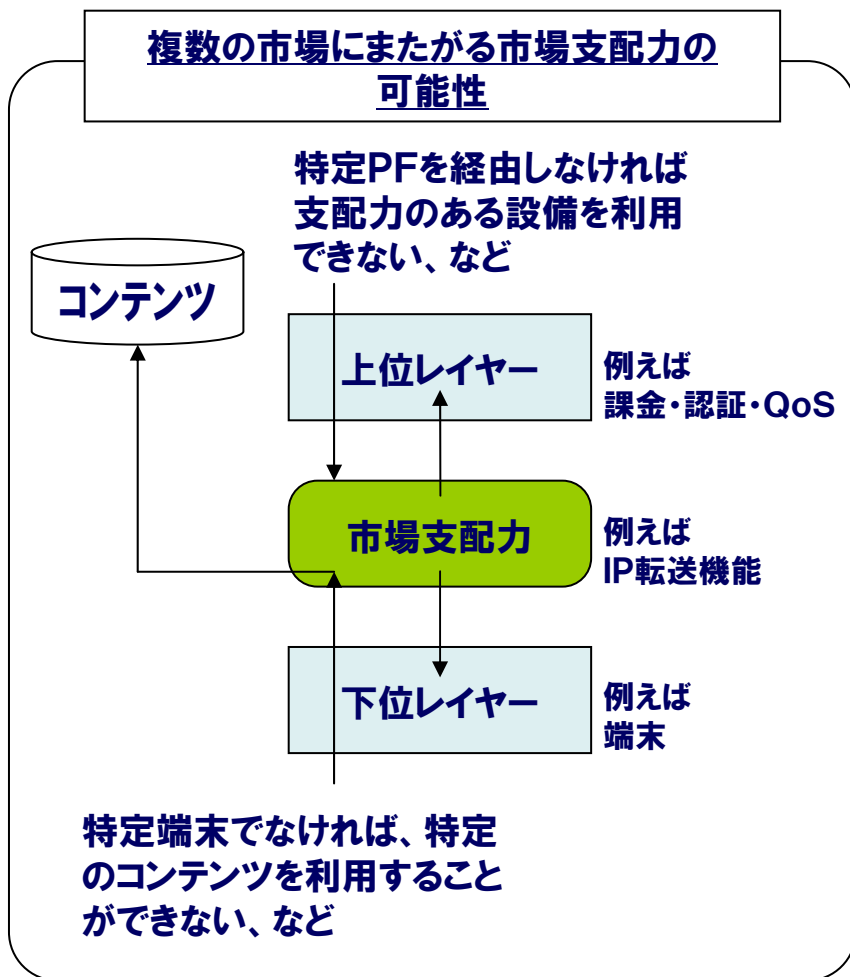 複数の市場にまたがる市場支配力の
可能性
特定PFを経由しなければ
支配力のある設備を利用
できない、など
コンテンツ
上位レイヤー
例えば
課金・認証・QoS
市場支配力
例えば
IP転送機能
下位レイヤー
例えば
端末
特定端末でなければ、特定
のコンテンツを利用すること
ができない、など